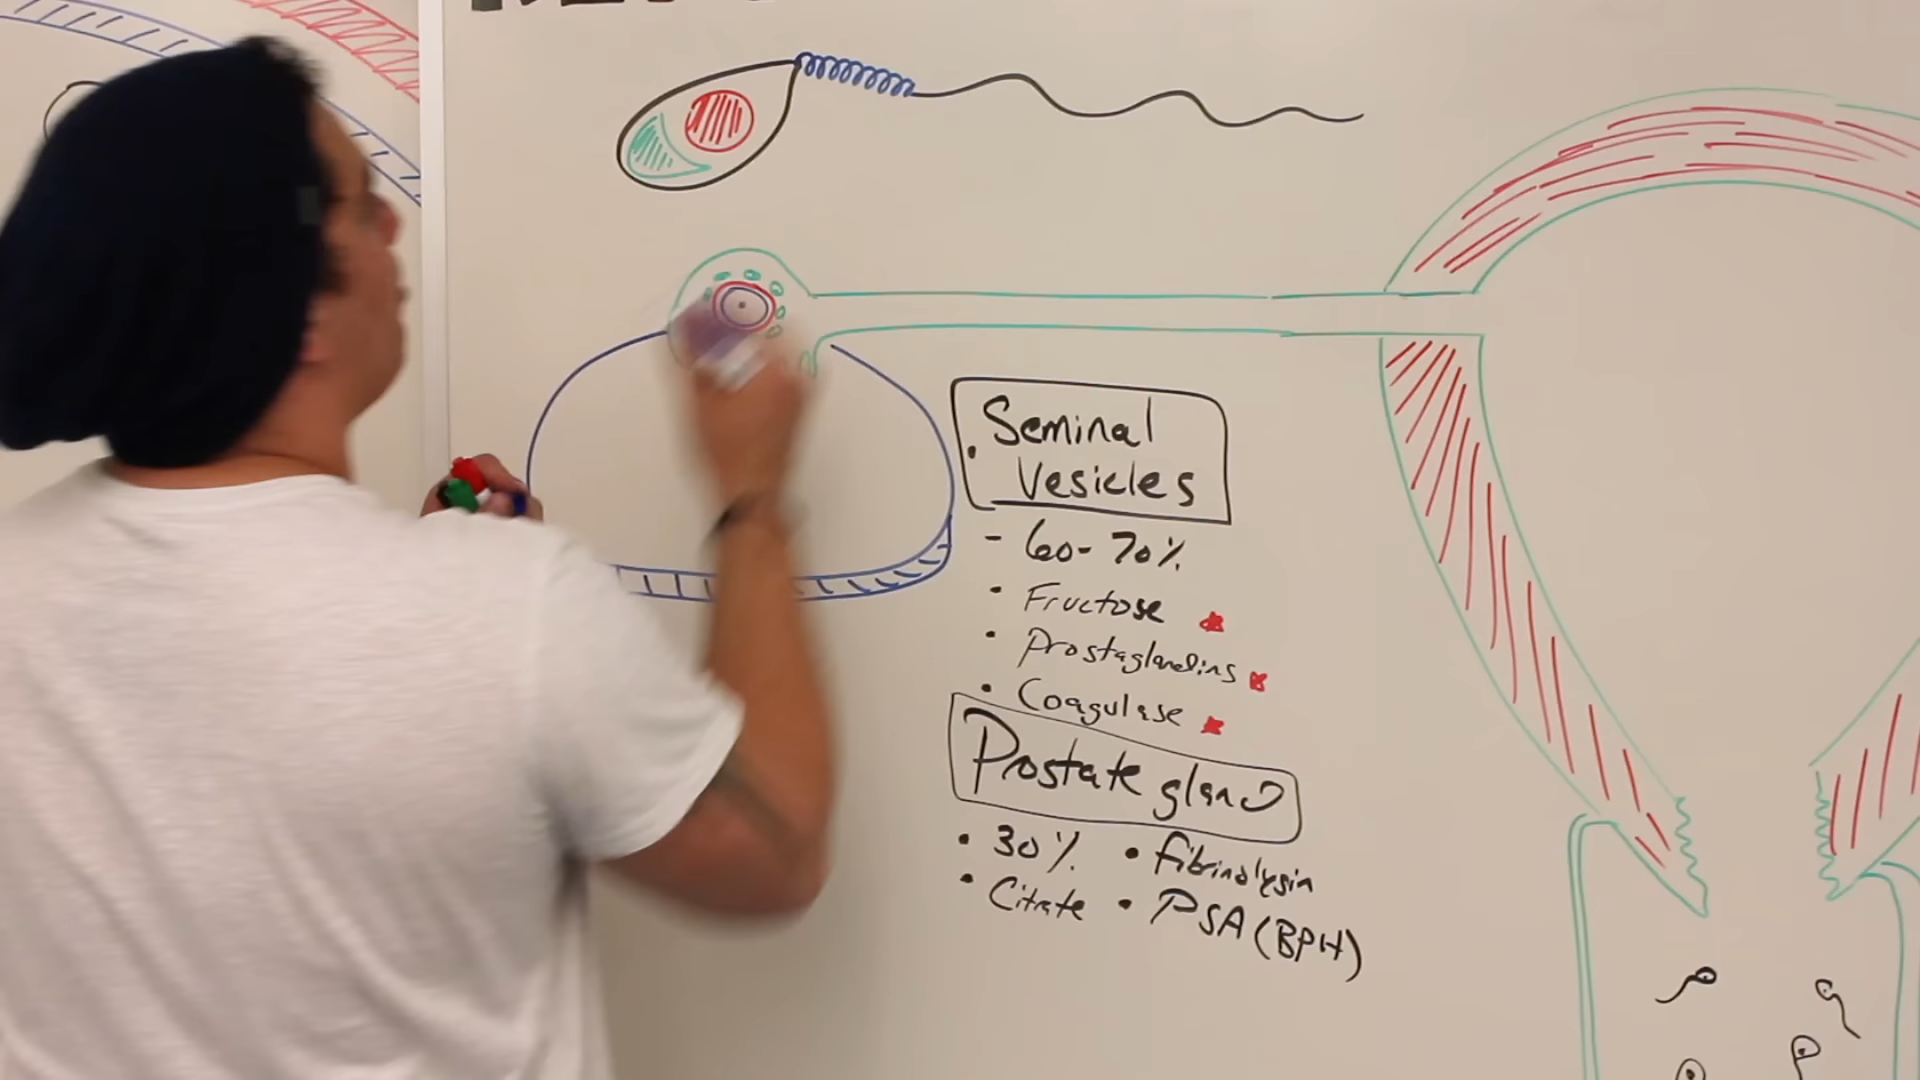 Seminal
Vesicles
- 60-70%
• Fructose
• Prostaglandins
• Coagulase
Prostate gland
• 30%
• Fibrinolysin
• Citrate
• PSA (BPH)